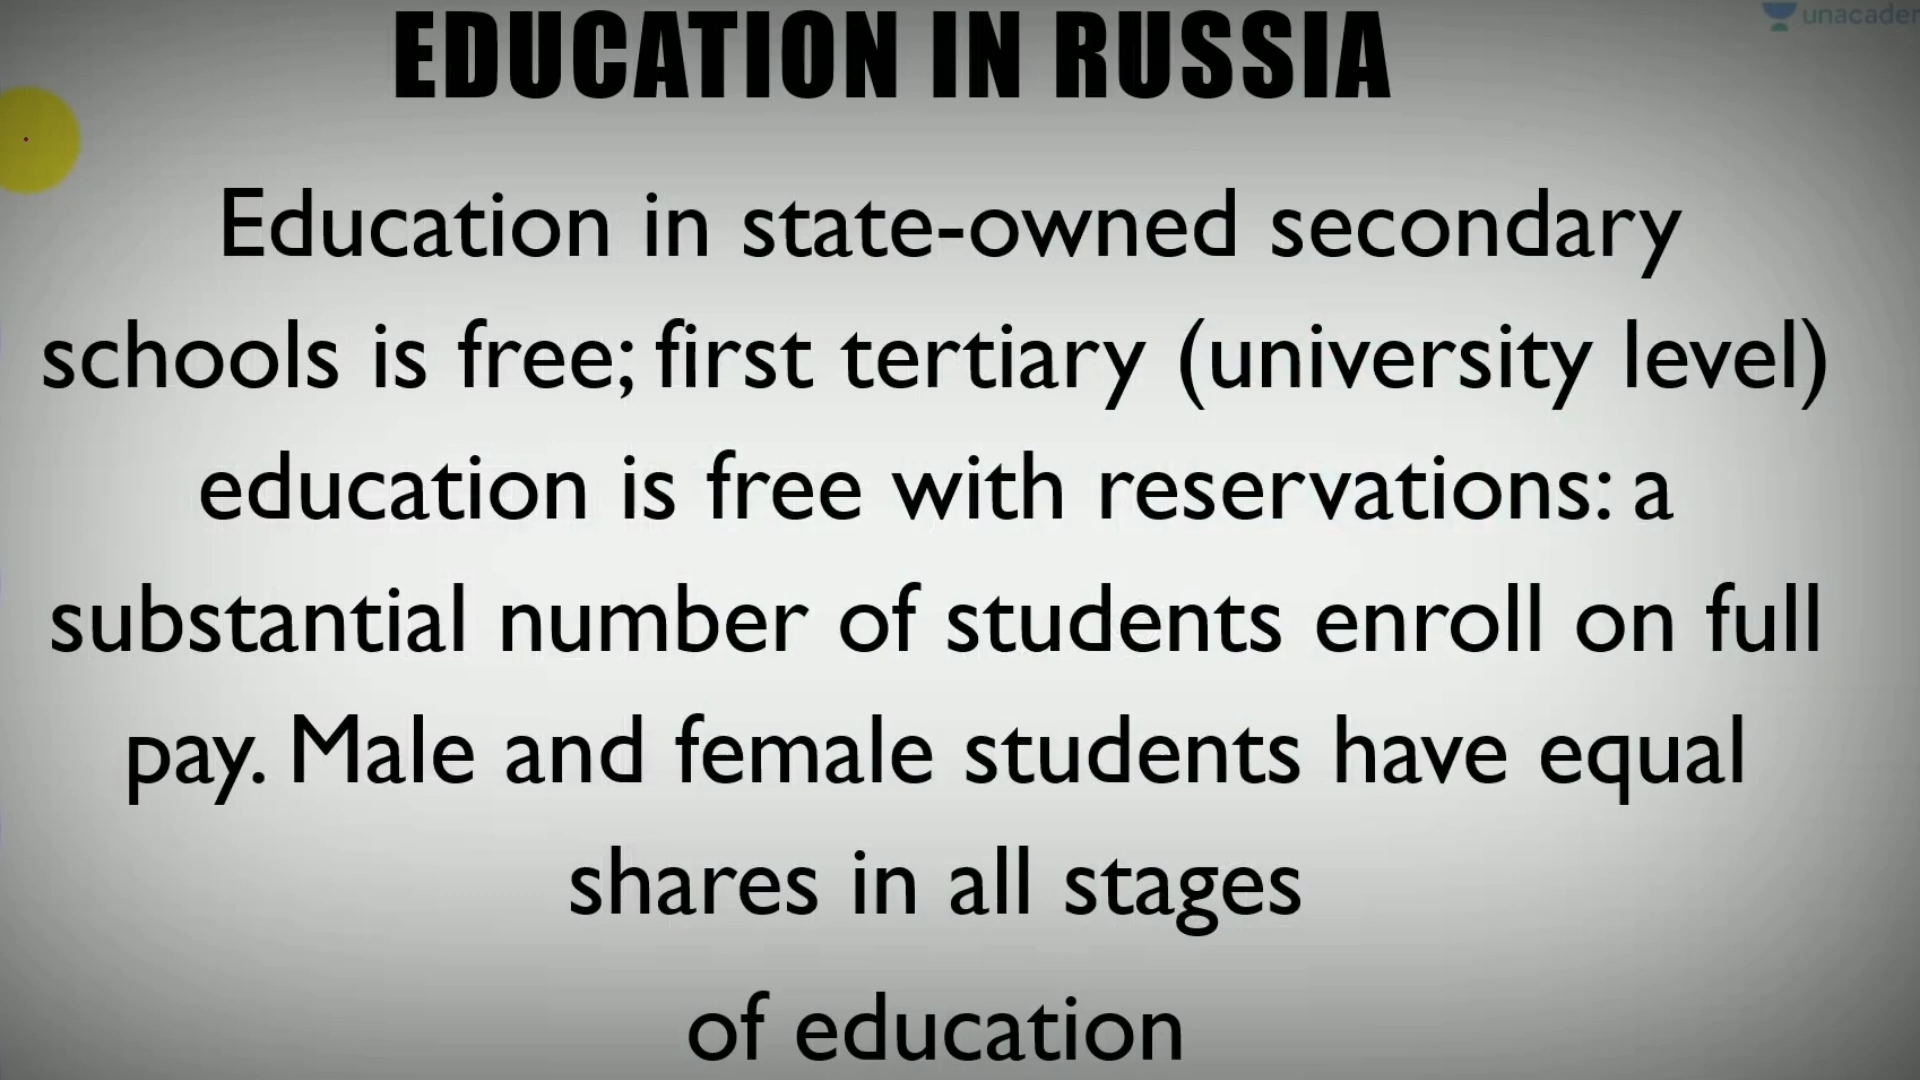 EDUCATION IN RUSSIA
unacader
Education in state-owned secondary
schools is free; first tertiary (university level)
education is free with reservations: a
substantial number of students enroll on full
pay. Male and female students have equal
shares in all stages
of education